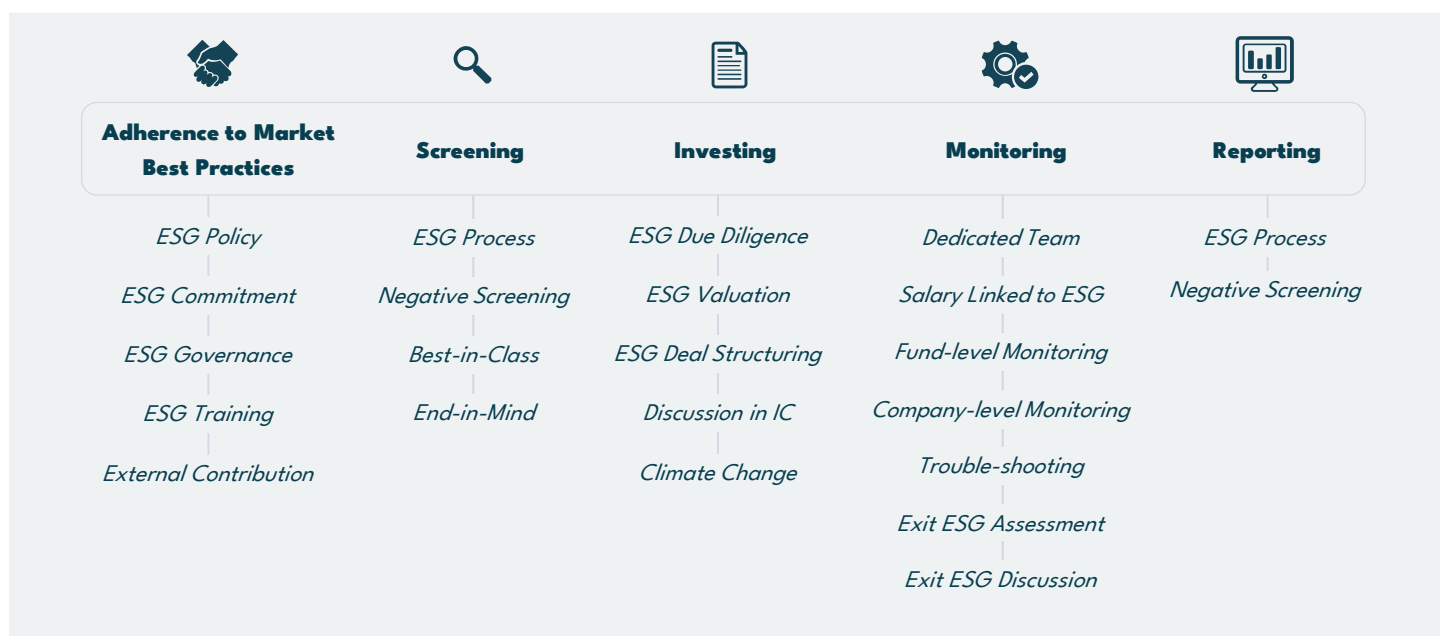 Adherence to Market
Best Practices
ESG Policy
ESG Commitment
ESG Governance
ESG Training
External Contribution
Screening
ESG Process
Negative Screening
Best-in-Class
End-in-Mind
Investing
ESG Due Diligence
ESG Valuation
ESG Deal Structuring
Discussion in IC
Climate Change
Monitoring
Dedicated Team
Salary Linked to ESG
Fund-level Monitoring
Company-level Monitoring
Trouble-shooting
Exit ESG Assessment
Exit ESG Discussion
Reporting
ESG Process
Negative Screening